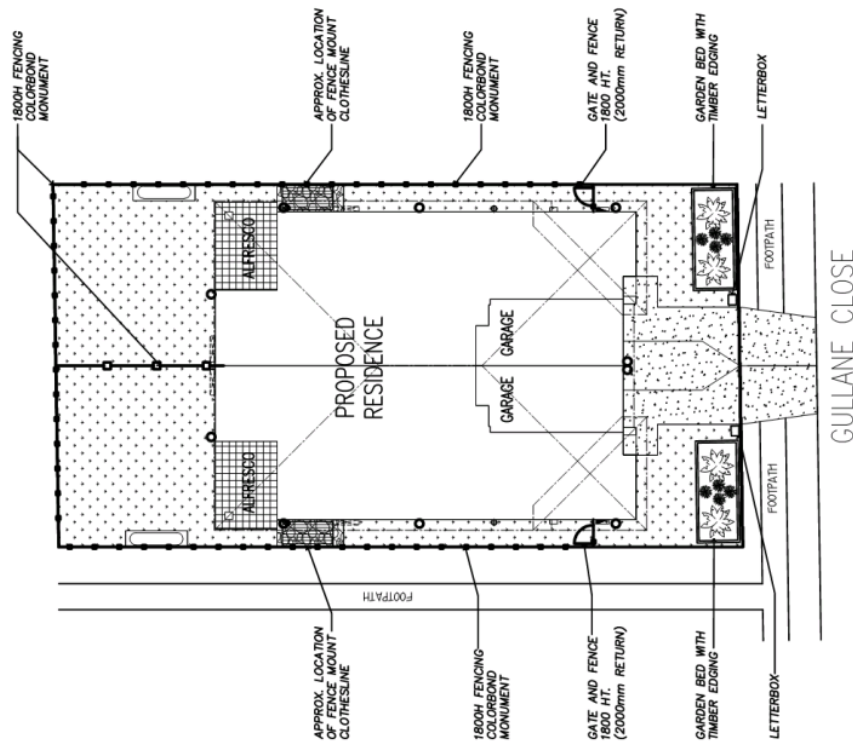 1800H FENCING
COLORBOND
MONUMENT
APPROX. LOCATION
OF FENCE MOUNT
CLOTHESLINE
1800H FENCING
COLORBOND
MONUMENT
GATE AND FENCE
1800 HT.
(2000mm RETURN)
GARDEN BED WITH
TIMBER EDGING
LETTERBOX
ALFRESCO
ALFRESCO
PROPOSED
RESIDENCE
GARAGE
GARAGE
FOOTPATH
FOOTPATH
FOOTPATH
GULLANE CLOSE
APPROX. LOCATION
OF FENCE MOUNT
CLOTHESLINE
1800H FENCING
COLORBOND
MONUMENT
GATE AND FENCE
1800 HT.
(2000mm RETURN)
GARDEN BED WITH
TIMBER EDGING
LETTERBOX